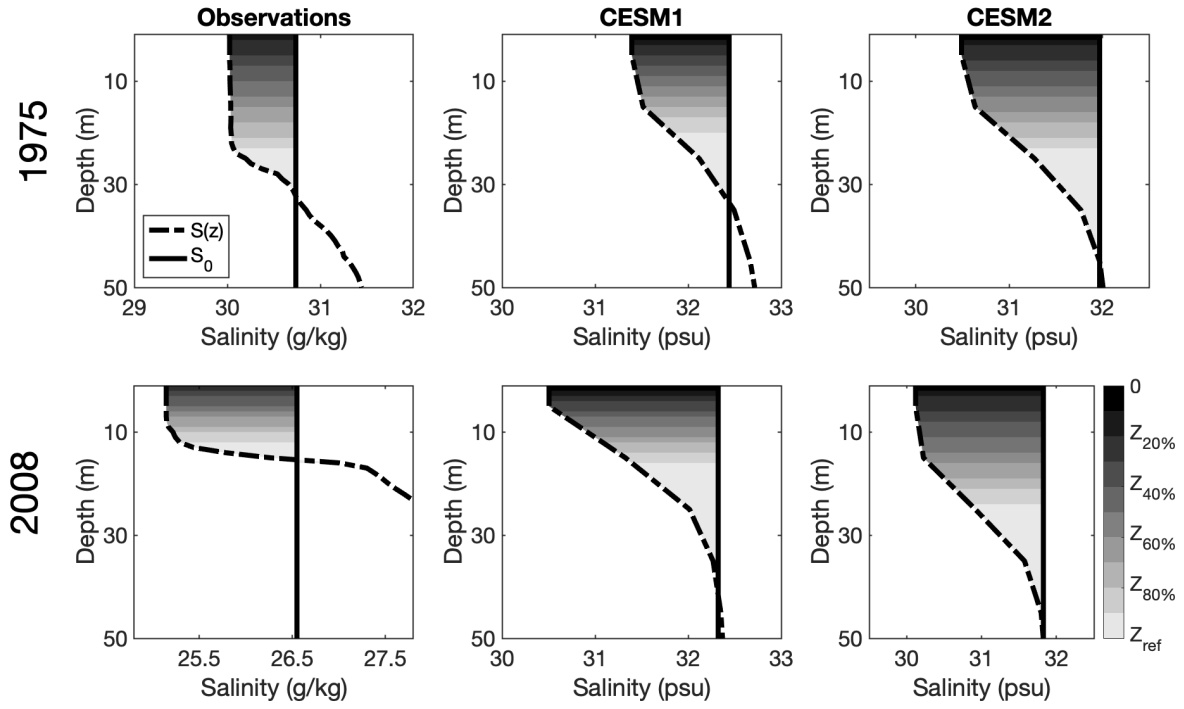 Observations CESM1 CESM2
1975
Depth (m) 10 30 50
S(z)
S0
29 30 31 32
Salinity (g/kg)
Depth (m) 10 30 50
30 31 32 33
Salinity (psu)
Depth (m) 10 30 50
30 31 32
Salinity (psu)
2008
Depth (m) 10 30 50
25.5 26.5 27.5
Salinity (g/kg)
Depth (m) 10 30 50
30 31 32 33
Salinity (psu)
Depth (m) 10 30 50
30 31 32
Salinity (psu)
0
Z20%
Z40%
Z60%
Z80%
Zref